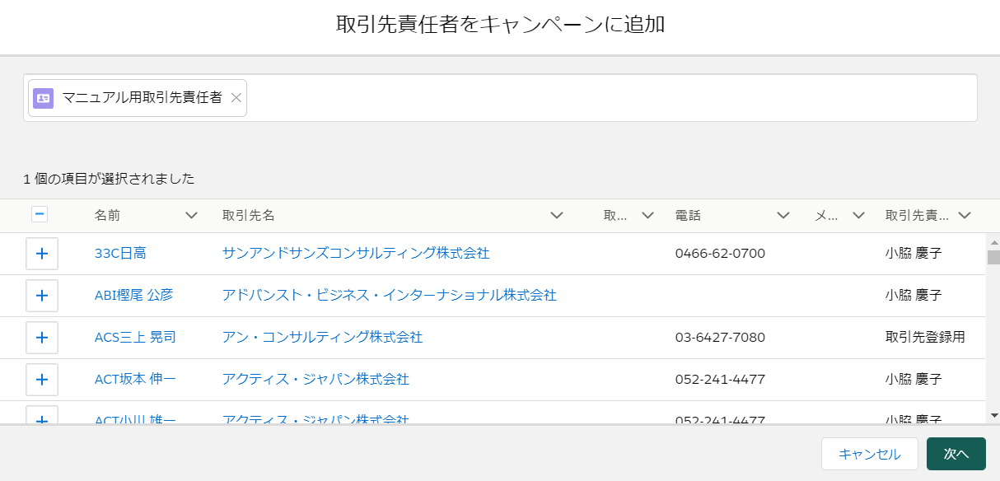 取引先責任者をキャンペーンに追加
マニュアル用取引先責任者
1 個の項目が選択されました
名前 取引先名 取... 電話 メ... 取引先責...
33C日高 サンアンドサンズコンサルティング株式会社 0466-62-0700 小脇 慶子
ABI樫尾 公彦 アドバンスト・ビジネス・インターナショナル株式会社 小脇 慶子
ACS三上 晃司 アン・コンサルティング株式会社 03-6427-7080 取引先登録用
ACT坂本 伸一 アクティス・ジャパン株式会社 052-241-4477 小脇 慶子
ACT小川 雄一 アクティス・ジャパン株式会社 052-241-4477 小脇 慶子
キャンセル 次へ